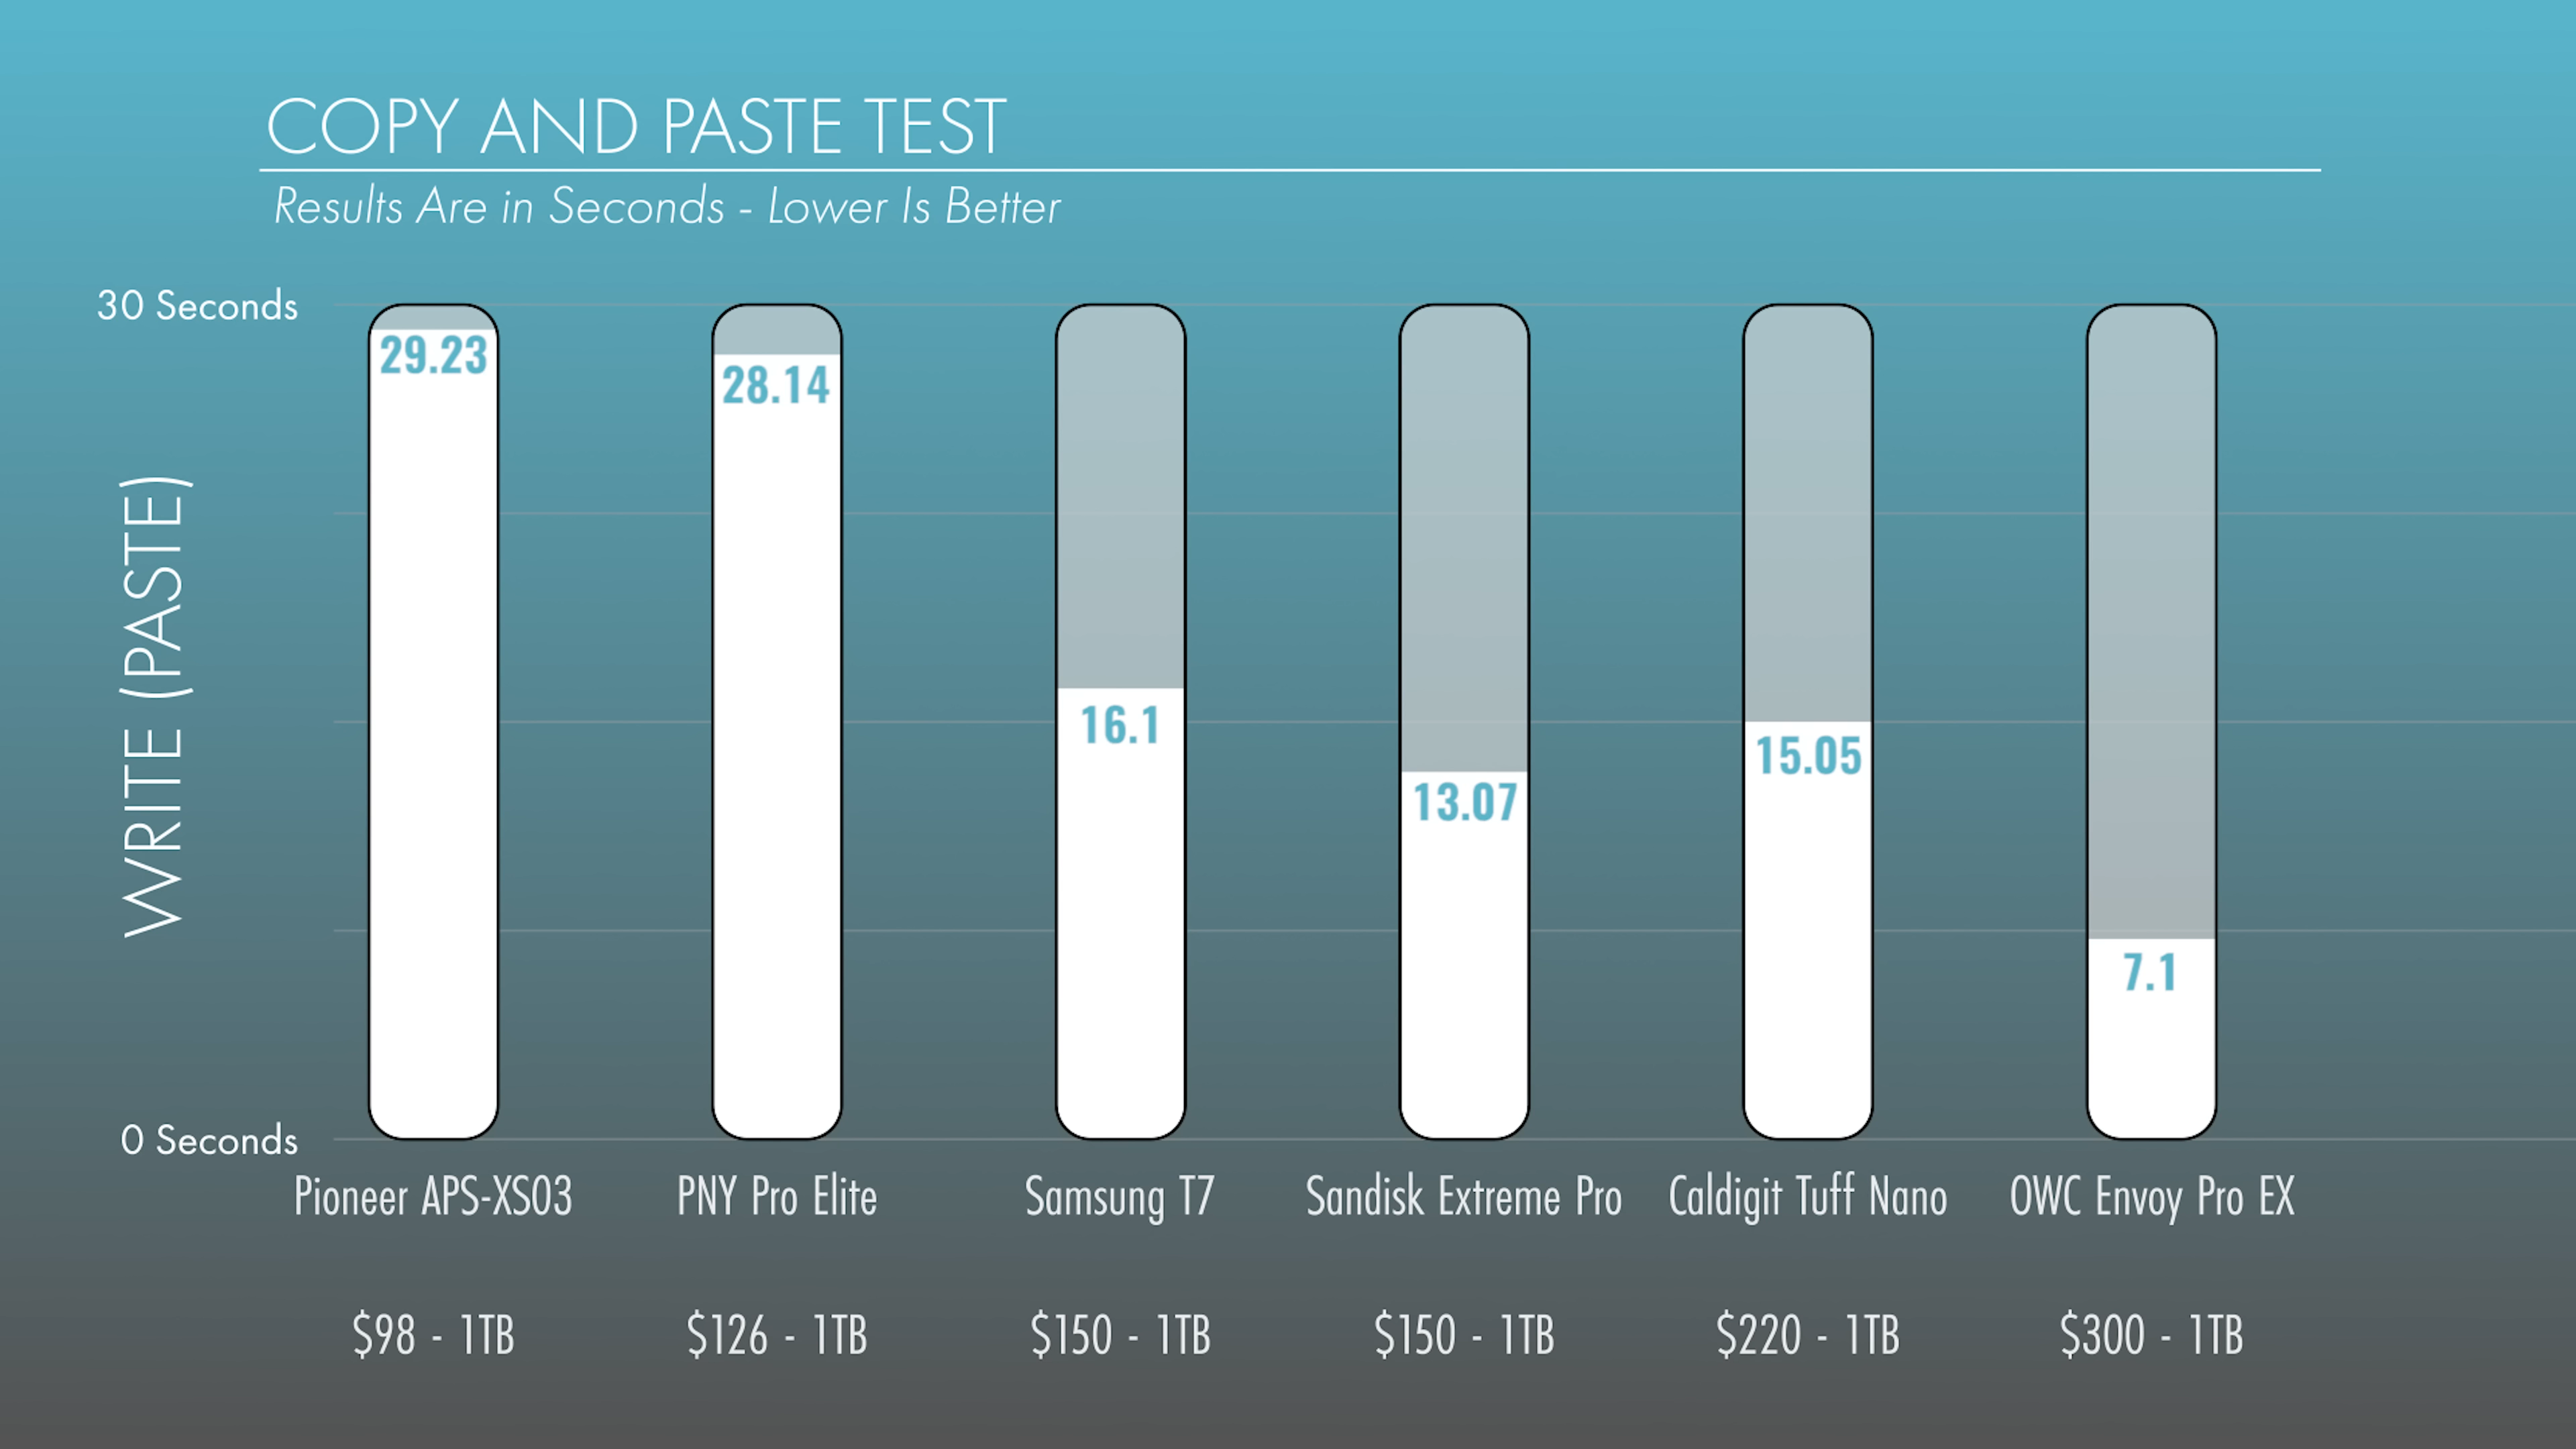 COPY AND PASTE TEST
Results Are in Seconds - Lower Is Better
30 Seconds
WRITE (PASTE)
0 Seconds
29.23
28.14
16.1
13.07
15.05
7.1
Pioneer APS-XS03
PNY Pro Elite
Samsung T7
Sandisk Extreme Pro
Caldigit Tuff Nano
OWC Envoy Pro EX
$98 - 1TB
$126 - 1TB
$150 - 1TB
$150 - 1TB
$220 - 1TB
$300 - 1TB